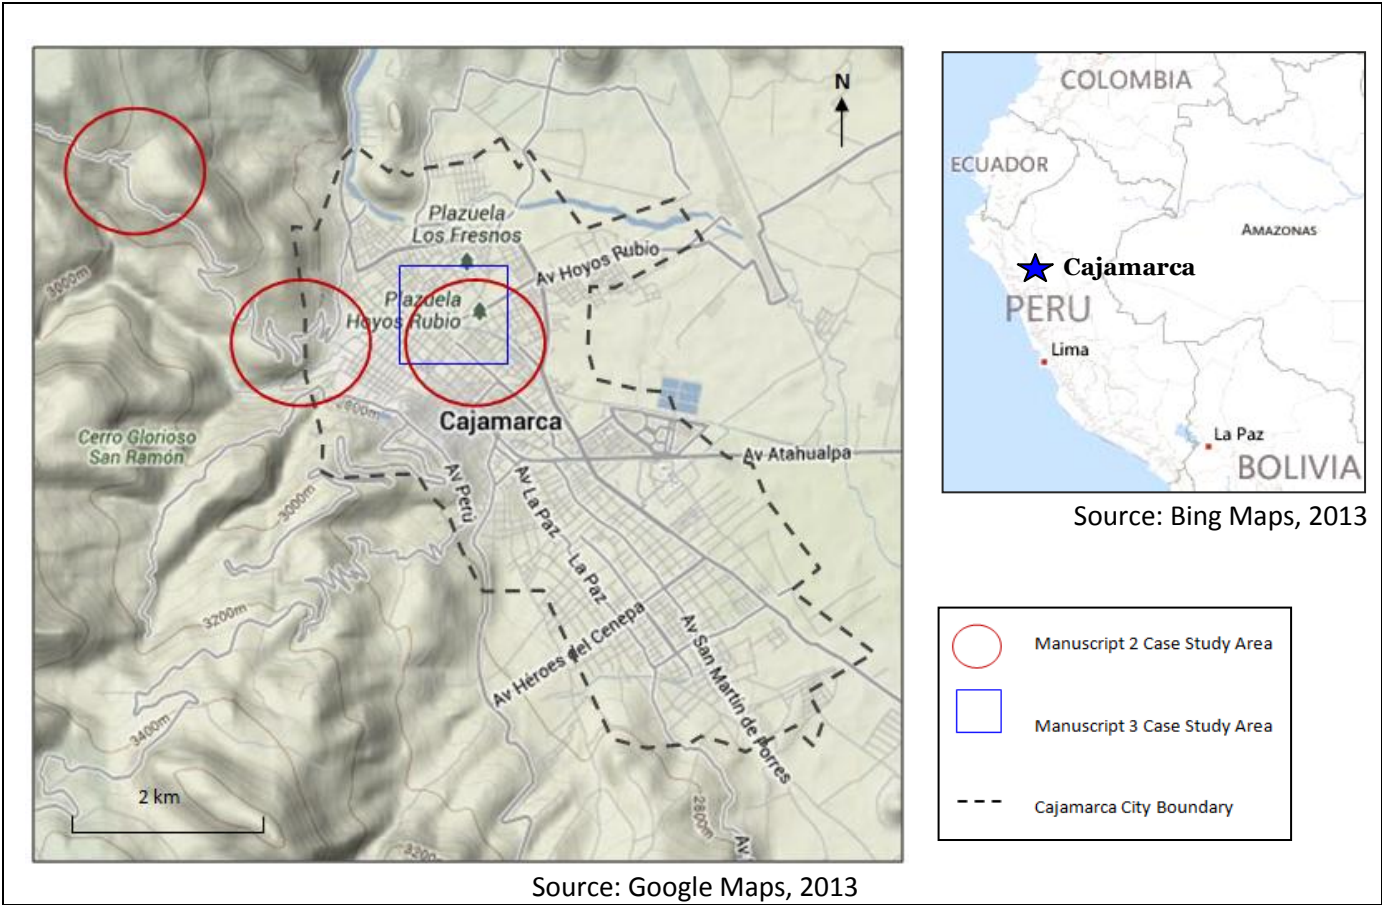 N
Plazuela
Los Fresnos
Av Hoyos Rubio
Plazuela
Hoyos Rubio
3000m
2800m
Cajamarca
Cerro Glorioso
San Ramón
Av Atahualpa
Av Perú
Av La Paz
La Paz
3000m
3200m
Av Héroes del Cenepa
Av San Martín de Porres
3400m
2 km
2800m
3200m
Av.
Source: Google Maps, 2013
COLOMBIA
ECUADOR
AMAZONAS
Cajamarca
PERU
Lima
La Paz
BOLIVIA
Source: Bing Maps, 2013
Manuscript 2 Case Study Area
Manuscript 3 Case Study Area
Cajamarca City Boundary